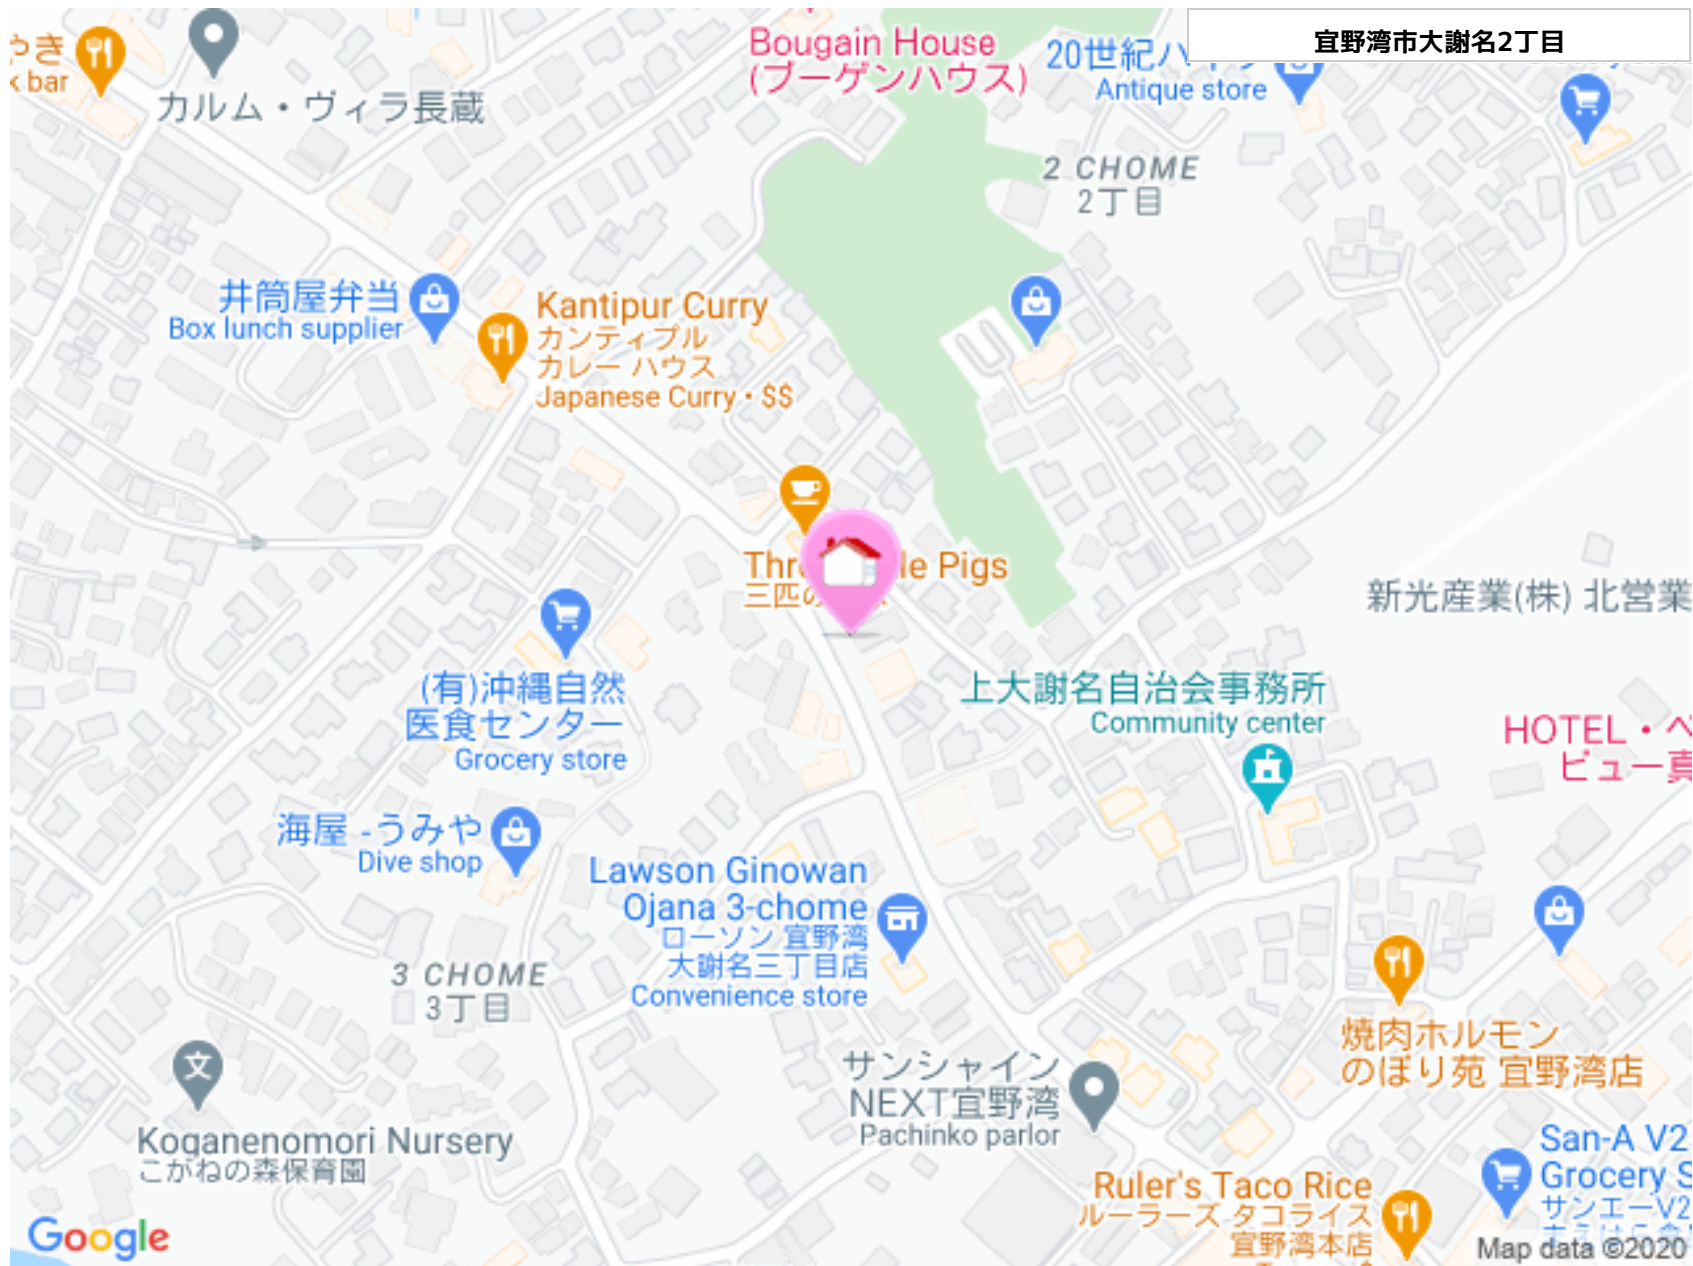 宜野湾市大謝名2丁目
Bougain House
(ブーゲンハウス)
20世紀ハ
Antique store
やき
k bar
カルム・ヴィラ長蔵
2 CHOME
2丁目
井筒屋弁当
Box lunch supplier
Kantipur Curry
カンティプル
カレー ハウス
Japanese Curry・$$
le Pigs
新光産業(株) 北営業
(有)沖縄自然
医食センター
Grocery store
上大謝名自治会事務所
Community center
HOTEL・ベ
ビュー真
海屋 -うみや
Dive shop
Lawson Ginowan
Ojana 3-chome
ローソン 宜野湾
大謝名三丁目店
Convenience store
3 CHOME
3丁目
焼肉ホルモン
のぼり苑 宜野湾店
サンシャイン
NEXT宜野湾
Pachinko parlor
Koganenomori Nursery
こがねの森保育園
San-A V2
Grocery S
サンエーV2
Ruler's Taco Rice
ルーラーズ タコライス
宜野湾本店
Google
Map data ©2020